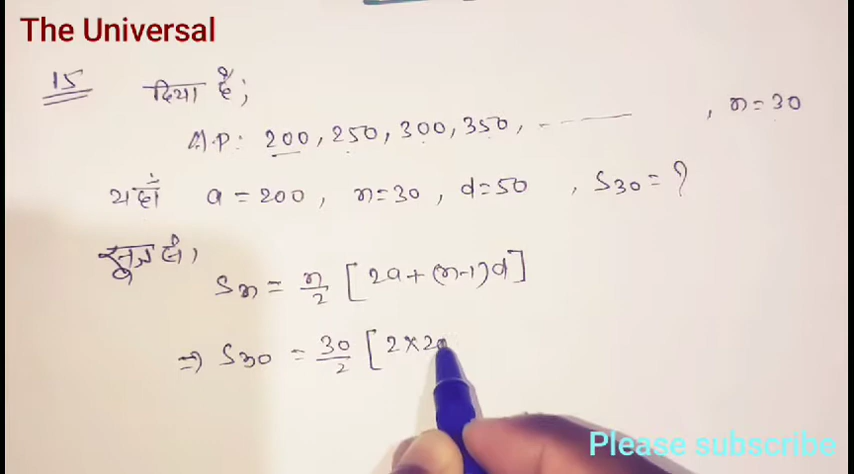 The Universal
15 दिया है;
A.P: 200, 250, 300, 350, - - - —— , n = 30
यहाँ a = 200, n = 30, d = 50, S30 = ?
सूत्र से,
Sn = n/2 [2a + (n-1)d]
⇒ S30 = 30/2 [2×20
Please subscribe